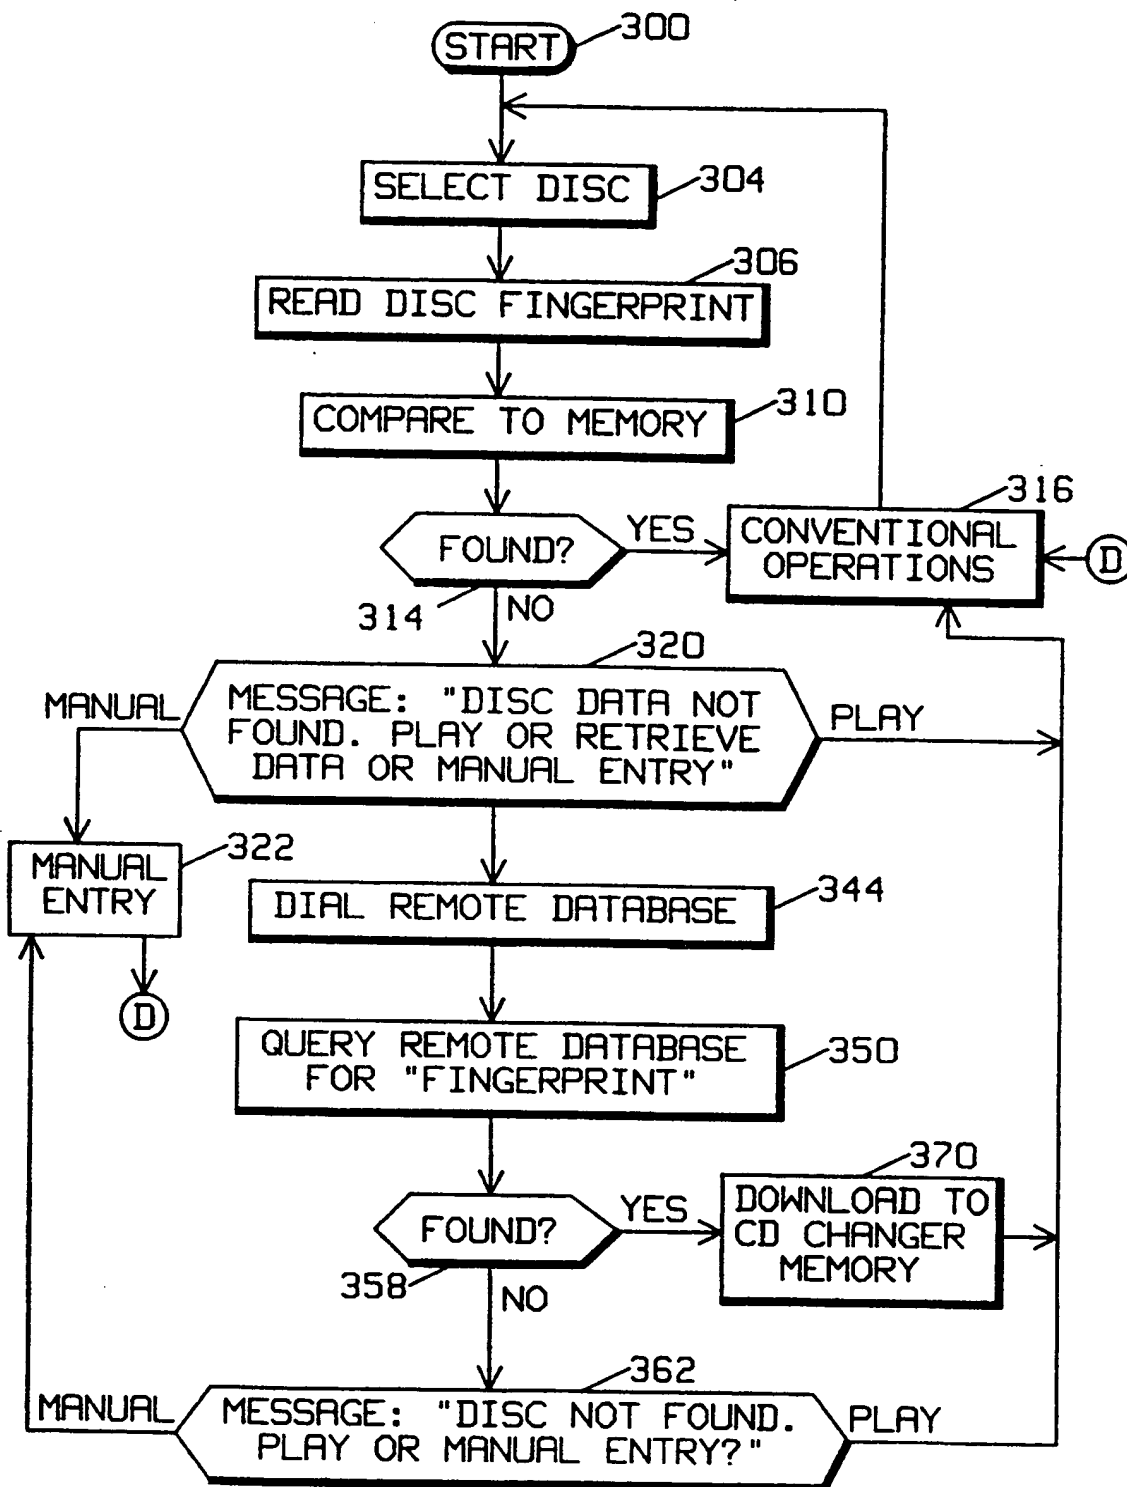 START
300
SELECT DISC
304
306
READ DISC FINGERPRINT
COMPARE TO MEMORY
310
316
FOUND?
YES
CONVENTIONAL
OPERATIONS
D
314
NO
320
MANUAL
MESSAGE: "DISC DATA NOT
FOUND. PLAY OR RETRIEVE
DATA OR MANUAL ENTRY"
PLAY
322
MANUAL
ENTRY
DIAL REMOTE DATABASE
344
D
QUERY REMOTE DATABASE
FOR "FINGERPRINT"
350
370
FOUND?
YES
DOWNLOAD TO
CD CHANGER
MEMORY
358
NO
362
MANUAL
MESSAGE: "DISC NOT FOUND.
PLAY OR MANUAL ENTRY?"
PLAY